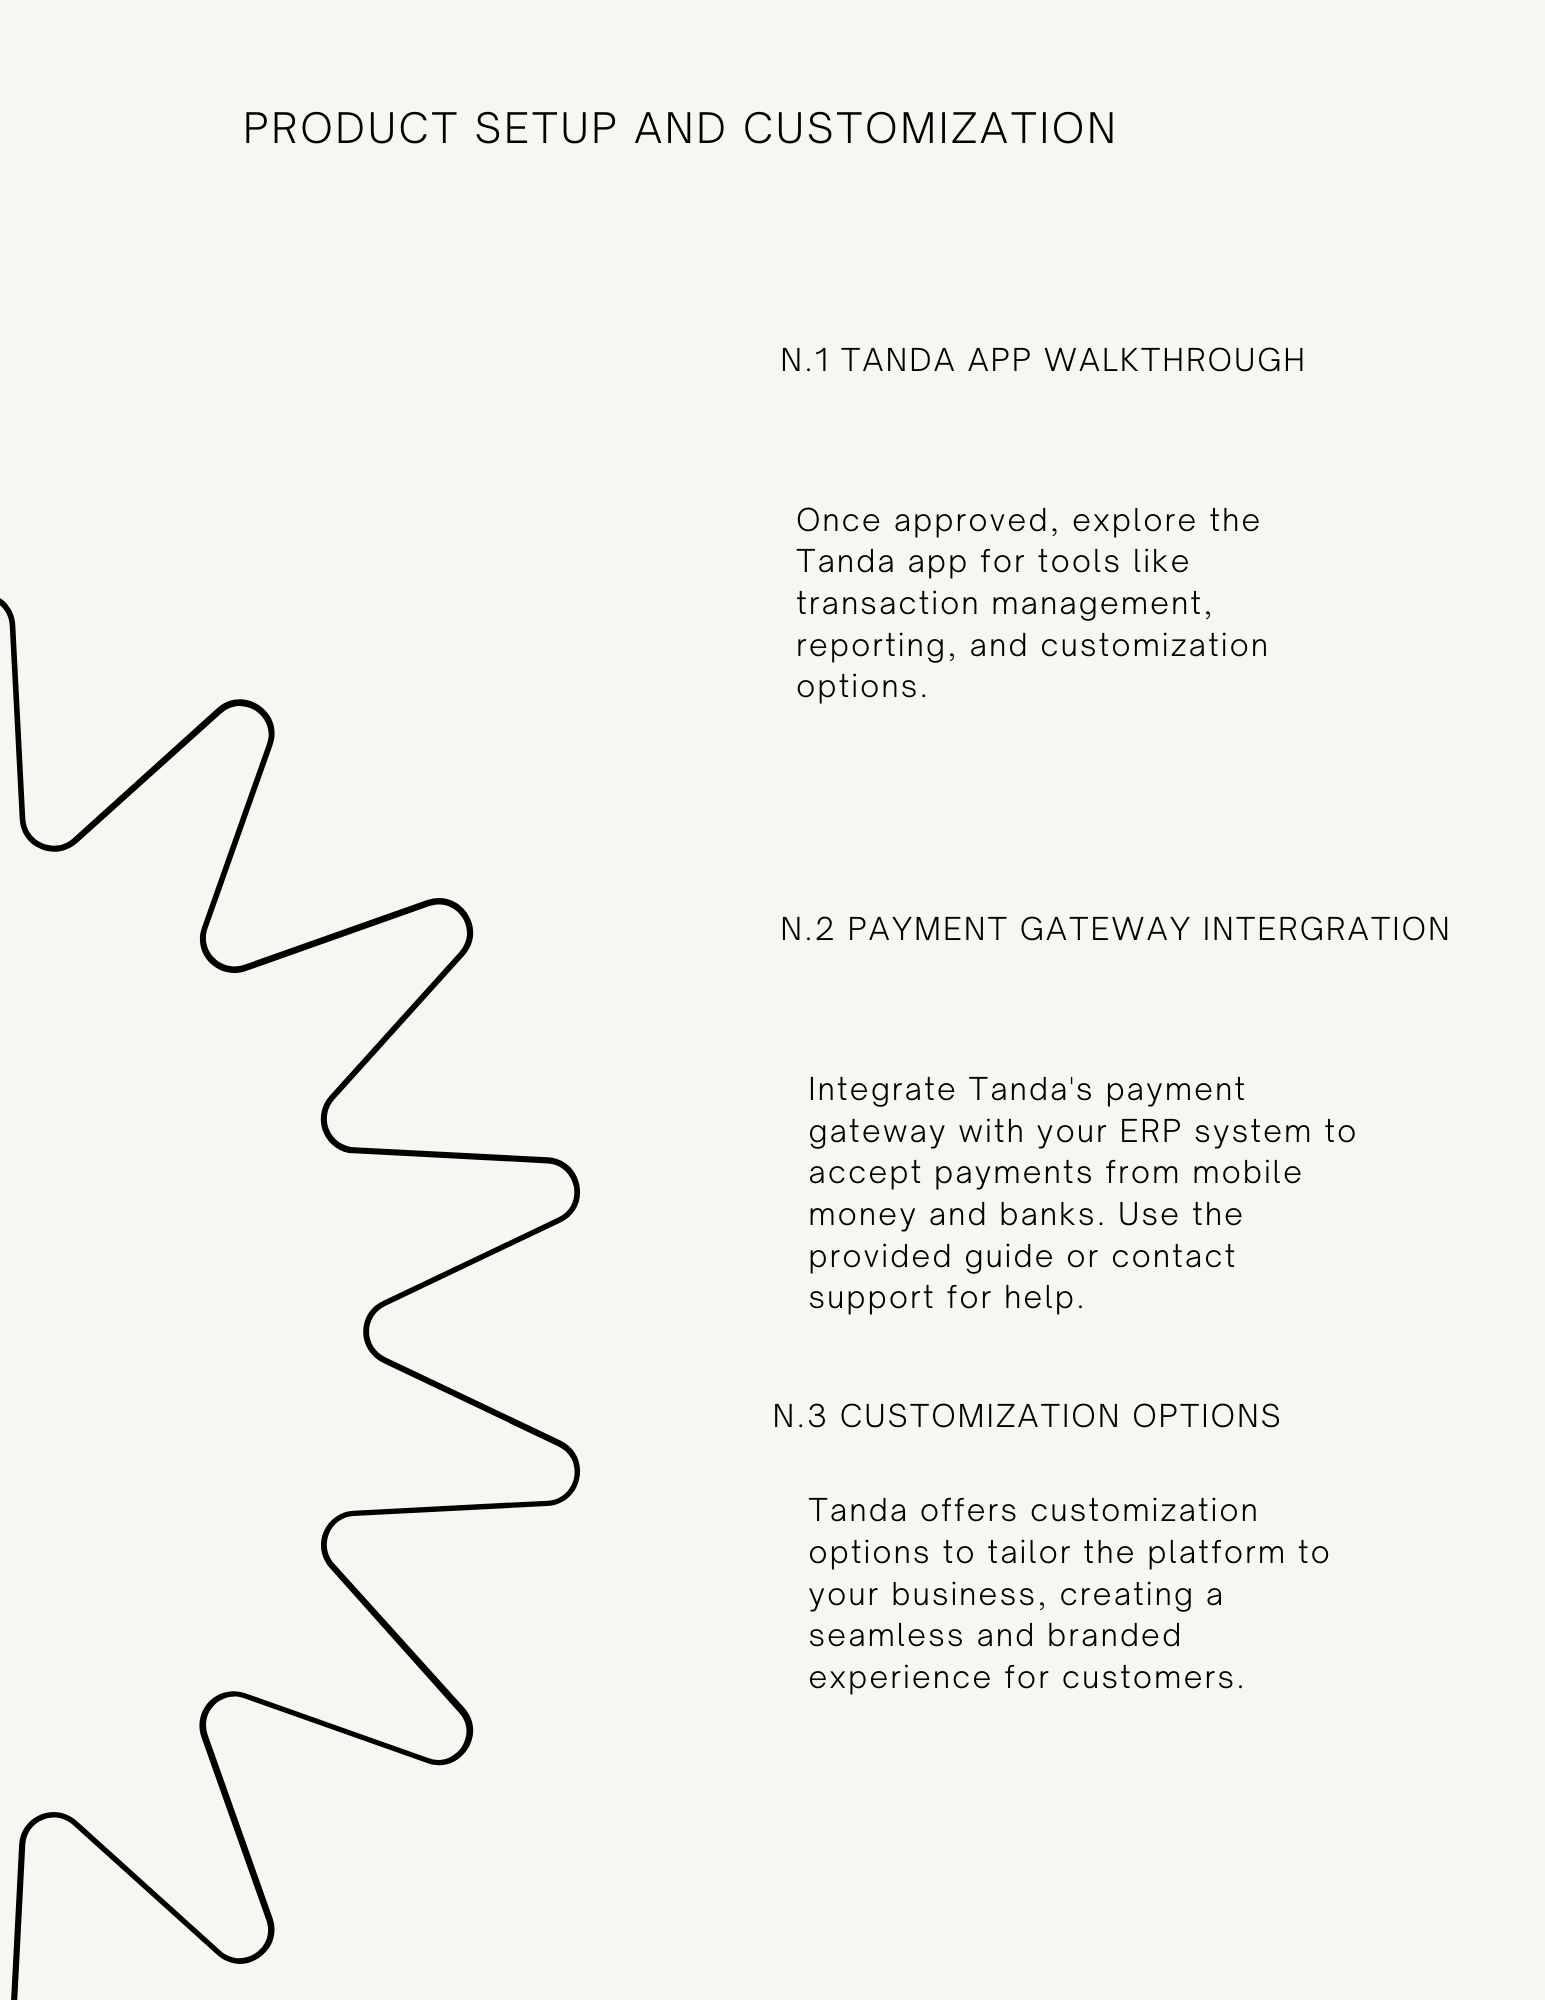 PRODUCT SETUP AND CUSTOMIZATION
N.1 TANDA APP WALKTHROUGH
Once approved, explore the
Tanda app for tools like
transaction management,
reporting, and customization
options.
N.2 PAYMENT GATEWAY INTERGRATION
Integrate Tanda's payment
gateway with your ERP system to
accept payments from mobile
money and banks. Use the
provided guide or contact
support for help.
N.3 CUSTOMIZATION OPTIONS
Tanda offers customization
options to tailor the platform to
your business, creating a
seamless and branded
experience for customers.